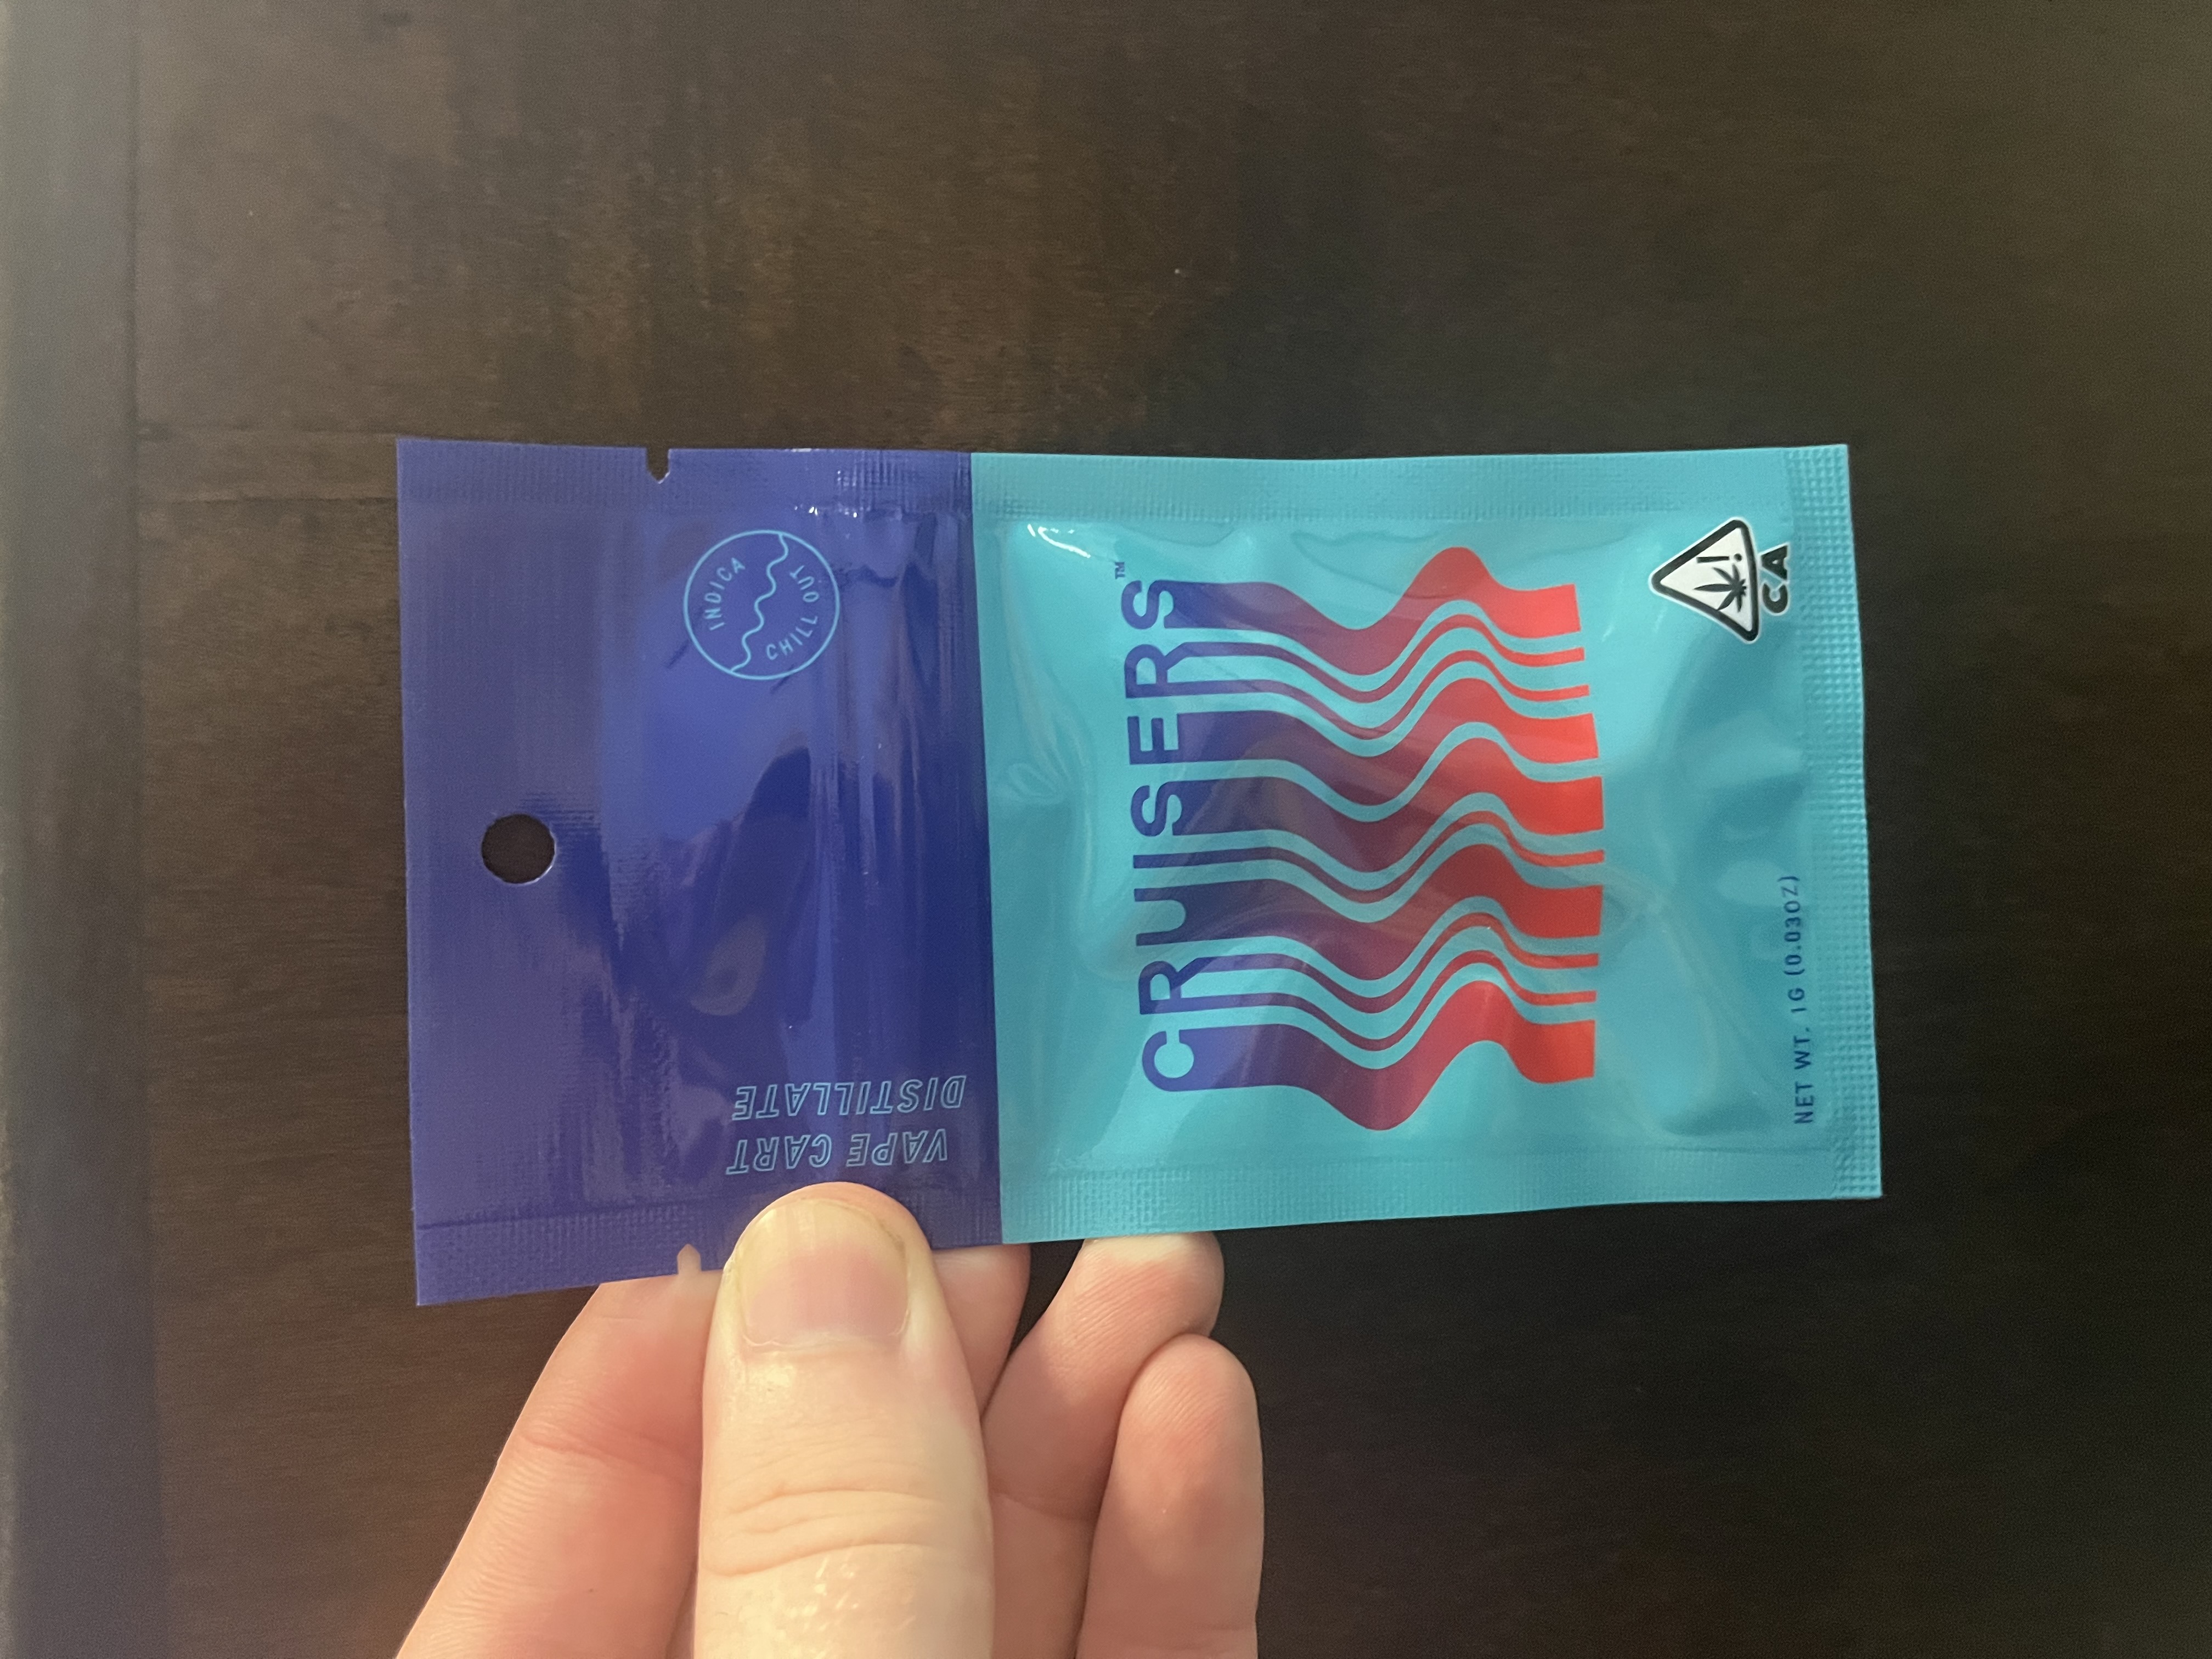 INDICA
CHILL OUT
VAPE CART
DISTILLATE
CRUISERS™
!
CA
NET WT. 1G (0.03OZ)